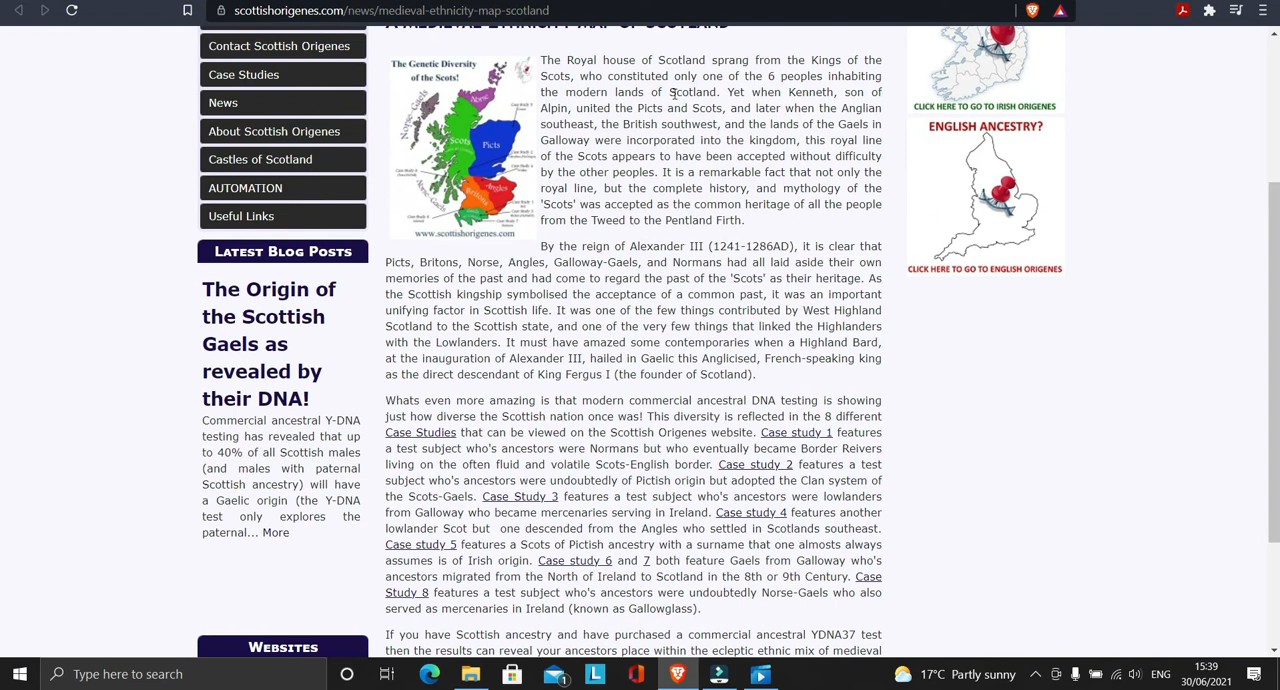 scottishorigenes.com/news/medieval-ethnicity-map-scotland
A MEDIEVAL ETHNICITY MAP OF SCOTLAND
Contact Scottish Origenes
Case Studies
News
About Scottish Origenes
Castles of Scotland
AUTOMATION
Useful Links
LATEST BLOG POSTS
The Origin of
the Scottish
Gaels as
revealed by
their DNA!
Commercial ancestral Y-DNA
testing has revealed that up
to 40% of all Scottish males
(and males with paternal
Scottish ancestry) will have
a Gaelic origin (the Y-DNA
test only explores the
paternal... More
WEBSITES
The Genetic Diversity
of the Scots!
Norse
Norse-Gaels
Scots
Picts
Angles
Britons
www.scottishorigenes.com
The Royal house of Scotland sprang from the Kings of the
Scots, who constituted only one of the 6 peoples inhabiting
the modern lands of Scotland. Yet when Kenneth, son of
Alpin, united the Picts and Scots, and later when the Anglian
southeast, the British southwest, and the lands of the Gaels in
Galloway were incorporated into the kingdom, this royal line
of the Scots appears to have been accepted without difficulty
by the other peoples. It is a remarkable fact that not only the
royal line, but the complete history, and mythology of the
'Scots' was accepted as the common heritage of all the people
from the Tweed to the Pentland Firth.
By the reign of Alexander III (1241-1286AD), it is clear that
Picts, Britons, Norse, Angles, Galloway-Gaels, and Normans had all laid aside their own
memories of the past and had come to regard the past of the 'Scots' as their heritage. As
the Scottish kingship symbolised the acceptance of a common past, it was an important
unifying factor in Scottish life. It was one of the few things contributed by West Highland
Scotland to the Scottish state, and one of the very few things that linked the Highlanders
with the Lowlanders. It must have amazed some contemporaries when a Highland Bard,
at the inauguration of Alexander III, hailed in Gaelic this Anglicised, French-speaking king
as the direct descendant of King Fergus I (the founder of Scotland).
Whats even more amazing is that modern commercial ancestral DNA testing is showing
just how diverse the Scottish nation once was! This diversity is reflected in the 8 different
Case Studies that can be viewed on the Scottish Origenes website. Case study 1 features
a test subject who's ancestors were Normans but who eventually became Border Reivers
living on the often fluid and volatile Scots-English border. Case study 2 features a test
subject who's ancestors were undoubtedly of Pictish origin but adopted the Clan system of
the Scots-Gaels. Case Study 3 features a test subject who's ancestors were lowlanders
from Galloway who became mercenaries serving in Ireland. Case study 4 features another
lowlander Scot but one descended from the Angles who settled in Scotlands southeast.
Case study 5 features a Scots of Pictish ancestry with a surname that one almosts always
assumes is of Irish origin. Case study 6 and 7 both feature Gaels from Galloway who's
ancestors migrated from the North of Ireland to Scotland in the 8th or 9th Century. Case
Study 8 features a test subject who's ancestors were undoubtedly Norse-Gaels who also
served as mercenaries in Ireland (known as Gallowglass).
If you have Scottish ancestry and have purchased a commercial ancestral YDNA37 test
then the results can reveal your ancestors place within the ecleptic ethnic mix of medieval
CLICK HERE TO GO TO IRISH ORIGENES
ENGLISH ANCESTRY?
CLICK HERE TO GO TO ENGLISH ORIGENES
Type here to search
17°C Partly sunny
ENG
15:39
30/06/2021